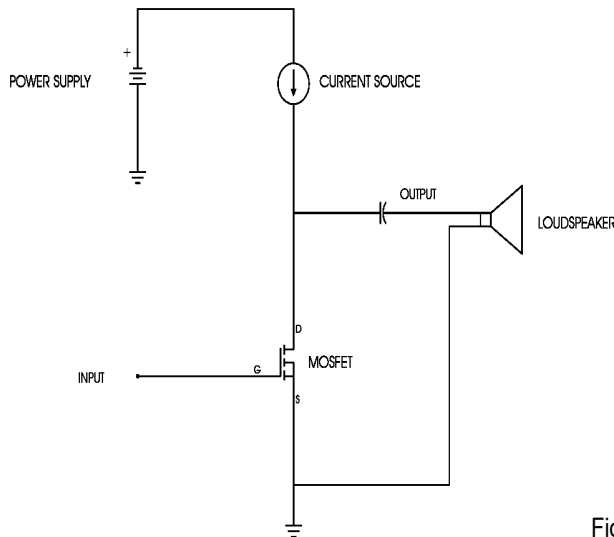 +
POWER SUPPLY
CURRENT SOURCE
OUTPUT
LOUDSPEAKER
D
MOSFET
G
INPUT
S